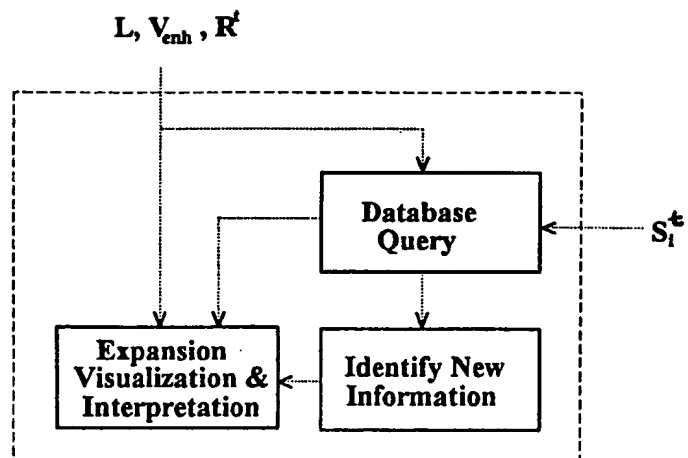 L, V_enh , R^t
Database
Query
S_i^t
Expansion
Visualization &
Interpretation
Identify New
Information